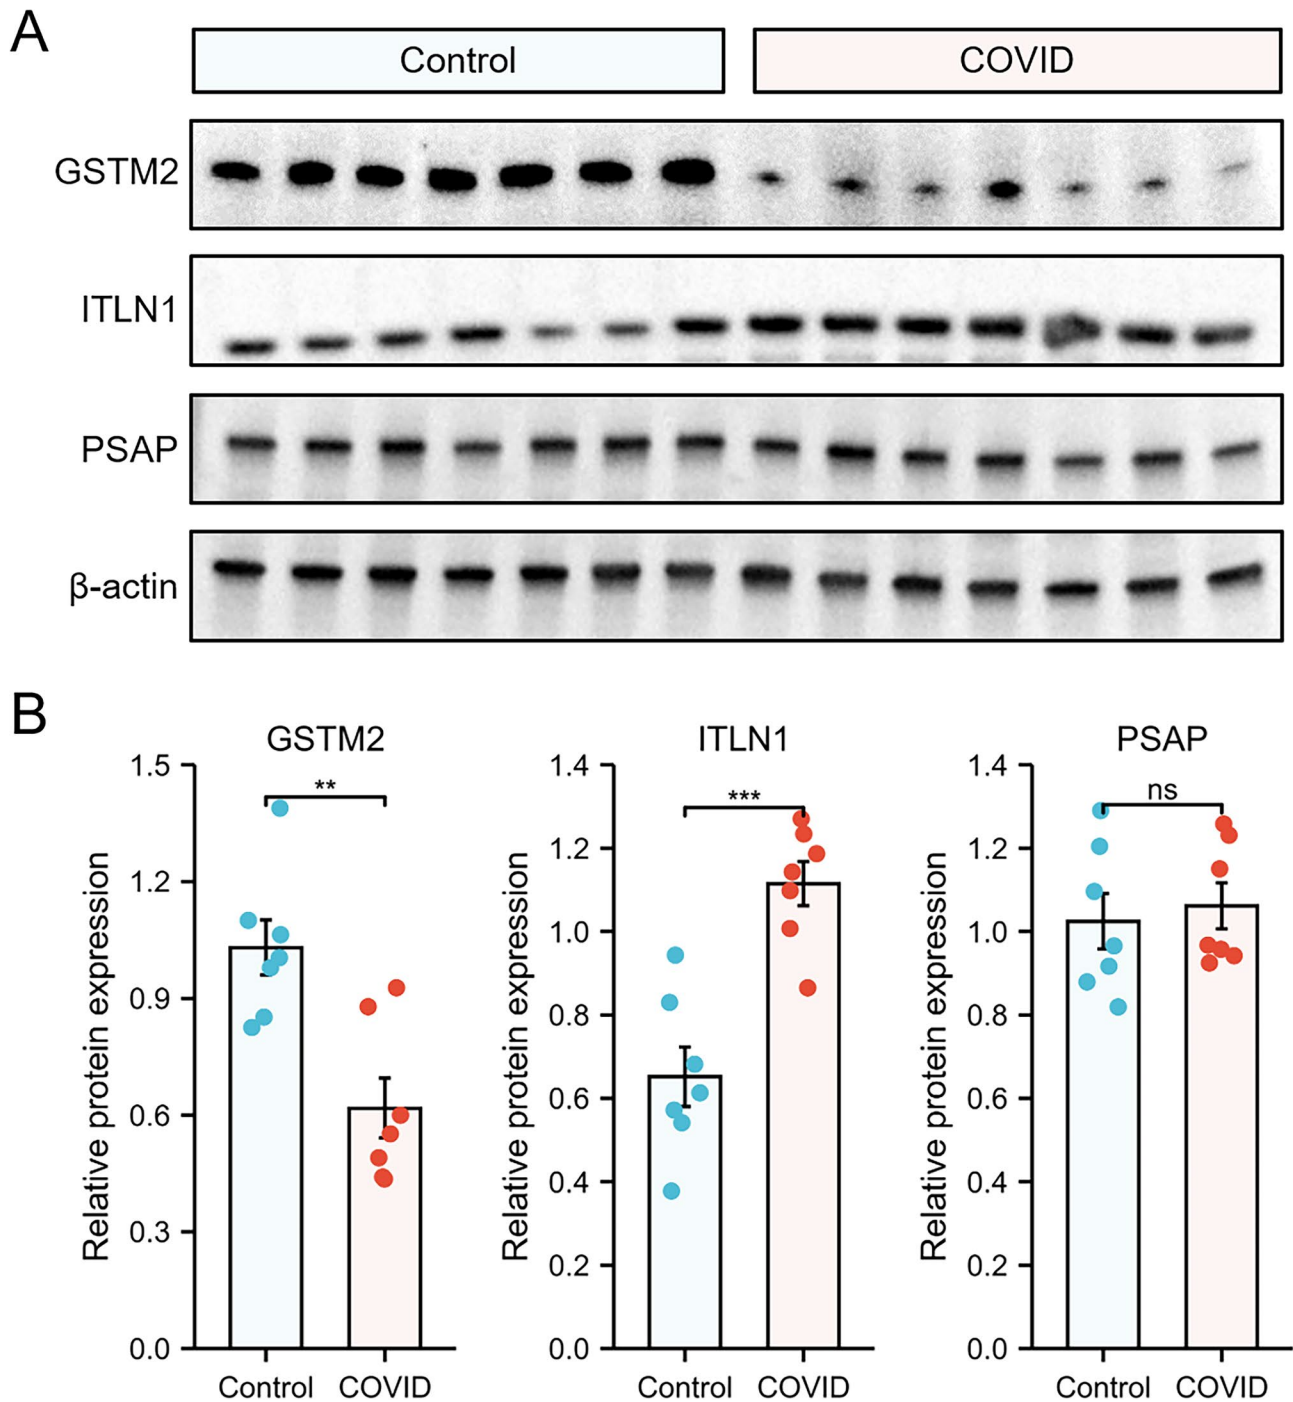 A
Control COVID
GSTM2
ITLN1
PSAP
β-actin
B
GSTM2 ITLN1 PSAP
1.5 1.4 1.4
** *** ns
1.2 1.2 1.2
0.9 1.0 1.0
0.6 0.8 0.8
0.3 0.6 0.6
0.0 0.4 0.4
0.2 0.2
0.0 0.0
Relative protein expression
Relative protein expression
Relative protein expression
Control COVID Control COVID Control COVID